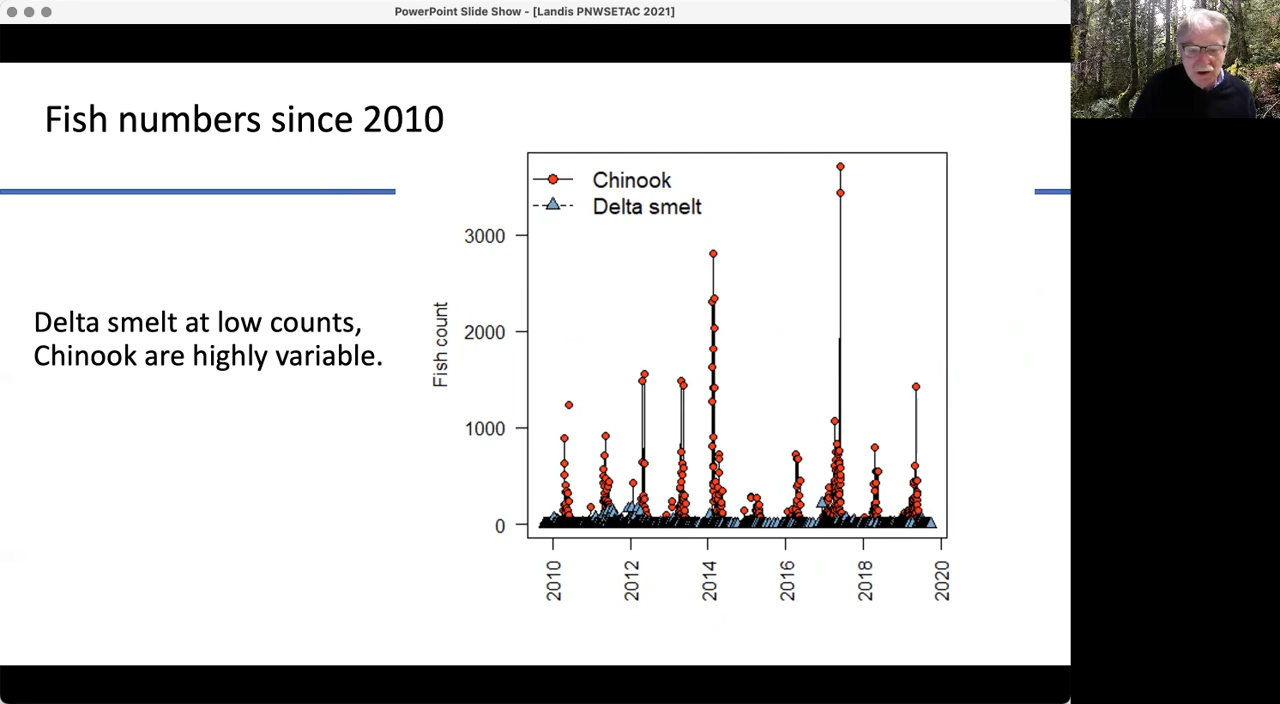 PowerPoint Slide Show - [Landis PNWSETAC 2021]
Fish numbers since 2010
Delta smelt at low counts,
Chinook are highly variable.
Chinook
Delta smelt
Fish count
3000
2000
1000
0
2010
2012
2014
2016
2018
2020